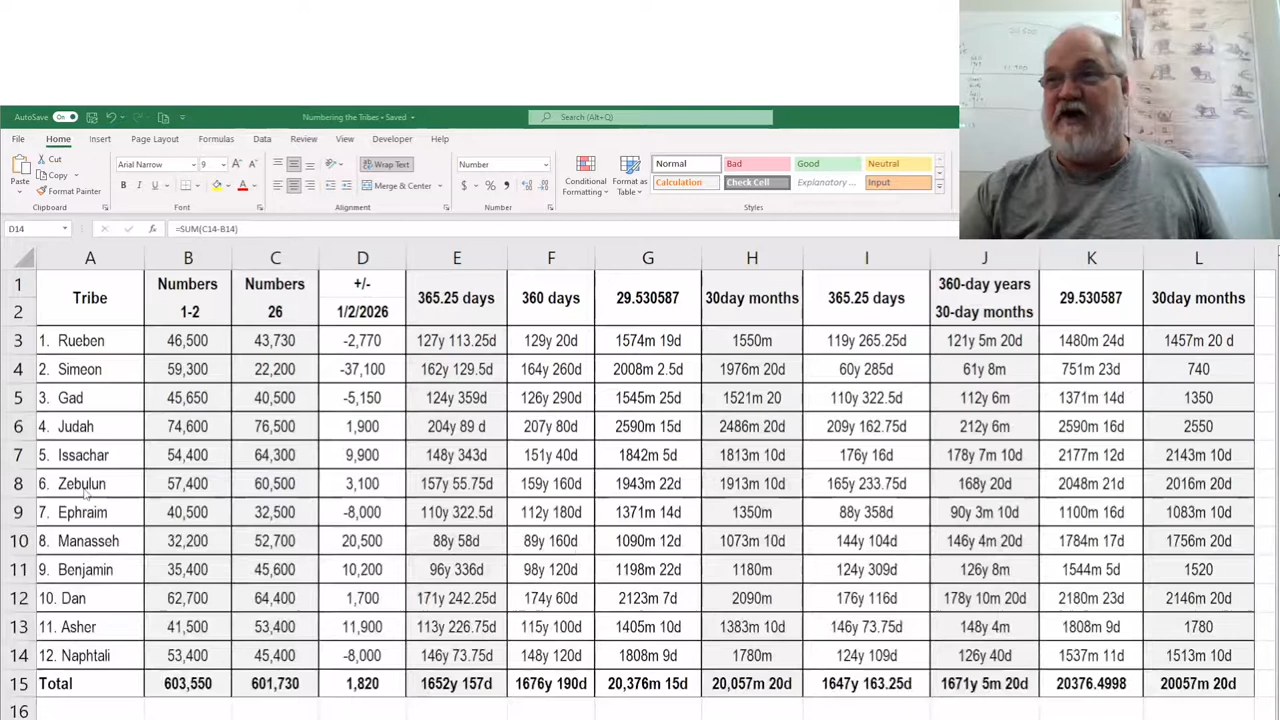 AutoSave On Numbering the Tribes • Saved Search (Alt+Q)
File Home Insert Page Layout Formulas Data Review View Developer Help
Paste Cut Copy Format Painter Clipboard
Arial Narrow 9 B I U Font
Wrap Text Merge & Center Alignment
Number $ % Number
Conditional Formatting Format as Table
Normal Bad Good Neutral
Calculation Check Cell Explanatory ... Input
Styles
D14 fx =SUM(C14-B14)
A B C D E F G H I J K L
1 Tribe Numbers Numbers +/- 365.25 days 360 days 29.530587 30day months 365.25 days 360-day years 29.530587 30day months
2 1-2 26 1/2/2026 30-day months
3 1. Rueben 46,500 43,730 -2,770 127y 113.25d 129y 20d 1574m 19d 1550m 119y 265.25d 121y 5m 20d 1480m 24d 1457m 20 d
4 2. Simeon 59,300 22,200 -37,100 162y 129.5d 164y 260d 2008m 2.5d 1976m 20d 60y 285d 61y 8m 751m 23d 740
5 3. Gad 45,650 40,500 -5,150 124y 359d 126y 290d 1545m 25d 1521m 20 110y 322.5d 112y 6m 1371m 14d 1350
6 4. Judah 74,600 76,500 1,900 204y 89 d 207y 80d 2590m 15d 2486m 20d 209y 162.75d 212y 6m 2590m 16d 2550
7 5. Issachar 54,400 64,300 9,900 148y 343d 151y 40d 1842m 5d 1813m 10d 176y 16d 178y 7m 10d 2177m 12d 2143m 10d
8 6. Zebulun 57,400 60,500 3,100 157y 55.75d 159y 160d 1943m 22d 1913m 10d 165y 233.75d 168y 20d 2048m 21d 2016m 20d
9 7. Ephraim 40,500 32,500 -8,000 110y 322.5d 112y 180d 1371m 14d 1350m 88y 358d 90y 3m 10d 1100m 16d 1083m 10d
10 8. Manasseh 32,200 52,700 20,500 88y 58d 89y 160d 1090m 12d 1073m 10d 144y 104d 146y 4m 20d 1784m 17d 1756m 20d
11 9. Benjamin 35,400 45,600 10,200 96y 336d 98y 120d 1198m 22d 1180m 124y 309d 126y 8m 1544m 5d 1520
12 10. Dan 62,700 64,400 1,700 171y 242.25d 174y 60d 2123m 7d 2090m 176y 116d 178y 10m 20d 2180m 23d 2146m 20d
13 11. Asher 41,500 53,400 11,900 113y 226.75d 115y 100d 1405m 10d 1383m 10d 146y 73.75d 148y 4m 1808m 9d 1780
14 12. Naphtali 53,400 45,400 -8,000 146y 73.75d 148y 120d 1808m 9d 1780m 124y 109d 126y 40d 1537m 11d 1513m 10d
15 Total 603,550 601,730 1,820 1652y 157d 1676y 190d 20,376m 15d 20,057m 20d 1647y 163.25d 1671y 5m 20d 20376.4998 20057m 20d
16